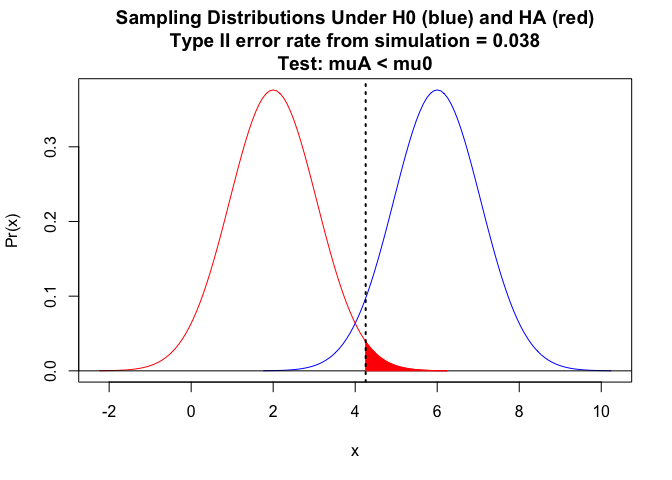 Sampling Distributions Under H0 (blue) and HA (red)
Type II error rate from simulation = 0.038
Test: muA < mu0
Pr(x)
0.3
0.2
0.1
0.0
-2 0 2 4 6 8 10
x